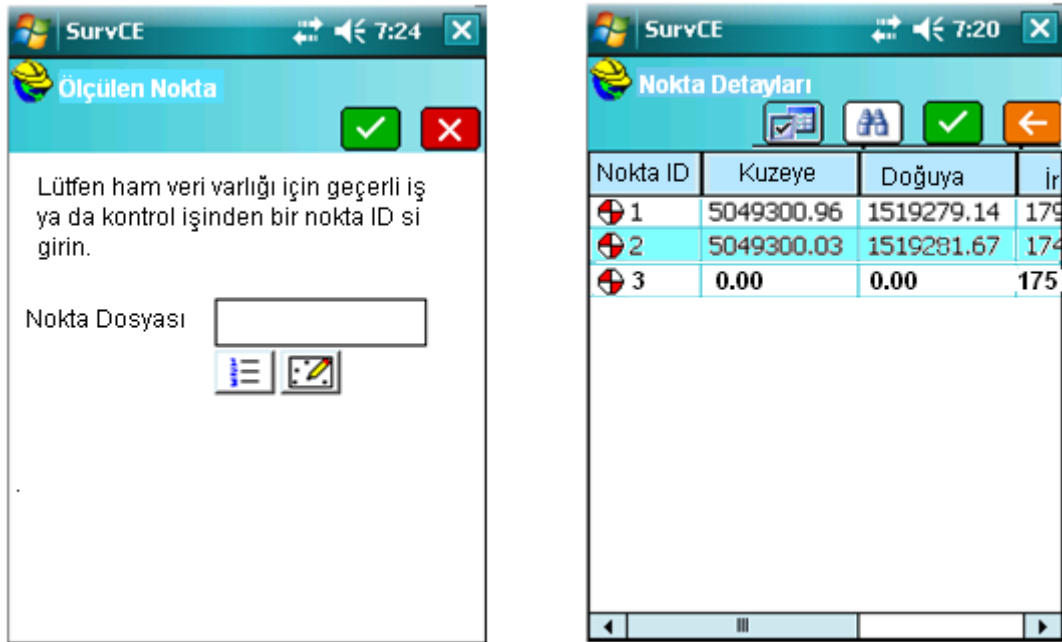 SurvCE 7:24
Ölçülen Nokta
Lütfen ham veri varlığı için geçerli iş
ya da kontrol işinden bir nokta ID si
girin.
Nokta Dosyası
SurvCE 7:20
Nokta Detayları
Nokta ID Kuzeye Doğuya İr
1 5049300.96 1519279.14 179
2 5049300.03 1519281.67 174
3 0.00 0.00 175